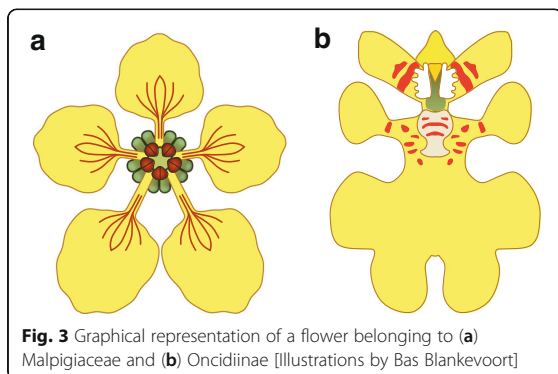 a
b
Fig. 3 Graphical representation of a flower belonging to (a)
Malpigiaceae and (b) Oncidiinae [Illustrations by Bas Blankevoort]